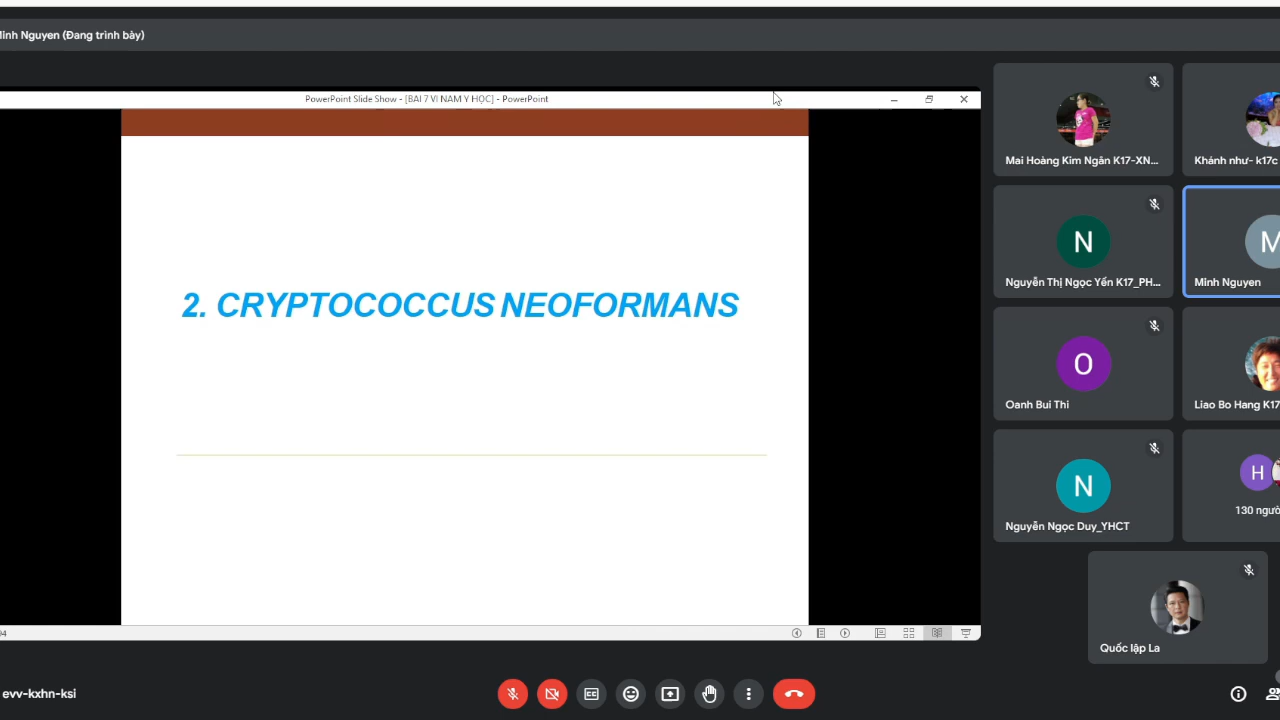 Minh Nguyen (Đang trình bày)
PowerPoint Slide Show - [BAI 7 VI NAM Y HỌC] - PowerPoint
2. CRYPTOCOCCUS NEOFORMANS
Mai Hoàng Kim Ngân K17-XN...
Khánh như- k17c
N
Nguyễn Thị Ngọc Yến K17_PH...
M
Minh Nguyen
O
Oanh Bui Thi
Liao Bo Hang K17
N
Nguyễn Ngọc Duy_YHCT
H
130 ngườ
Quốc lập La
evv-kxhn-ksi